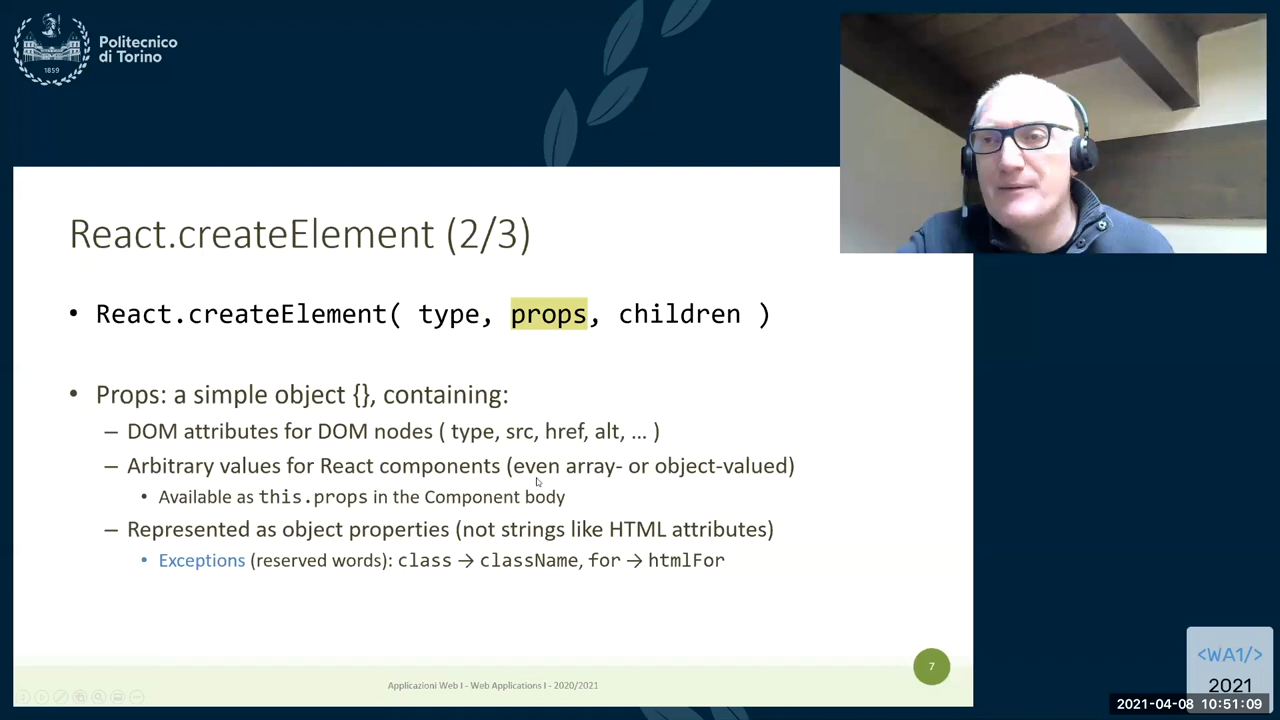 Politecnico
di Torino
1859
React.createElement (2/3)
• React.createElement( type, props, children )
• Props: a simple object {}, containing:
– DOM attributes for DOM nodes ( type, src, href, alt, … )
– Arbitrary values for React components (even array- or object-valued)
• Available as this.props in the Component body
– Represented as object properties (not strings like HTML attributes)
• Exceptions (reserved words): class → className, for → htmlFor
7
Applicazioni Web I - Web Applications I - 2020/2021
<WA1/>
2021
2021-04-08 10:51:09